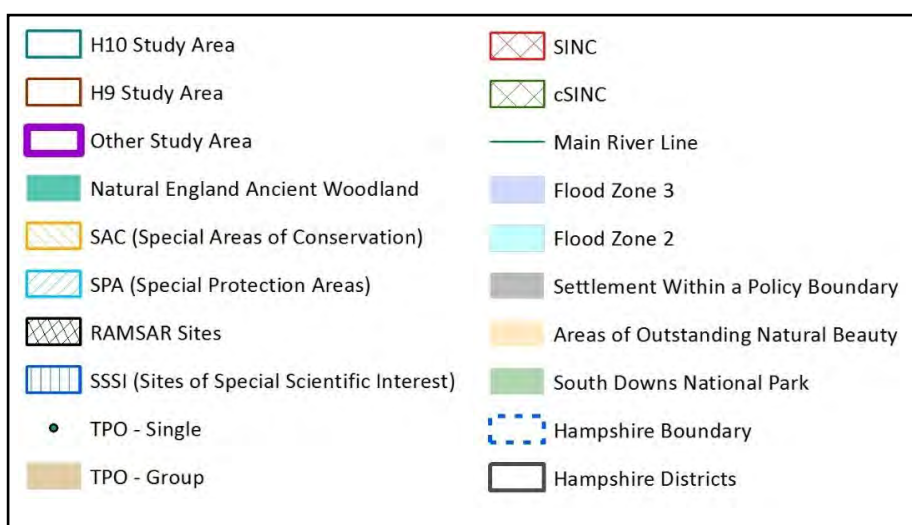 H10 Study Area
H9 Study Area
Other Study Area
Natural England Ancient Woodland
SAC (Special Areas of Conservation)
SPA (Special Protection Areas)
RAMSAR Sites
SSSI (Sites of Special Scientific Interest)
TPO - Single
TPO - Group
SINC
cSINC
Main River Line
Flood Zone 3
Flood Zone 2
Settlement Within a Policy Boundary
Areas of Outstanding Natural Beauty
South Downs National Park
Hampshire Boundary
Hampshire Districts